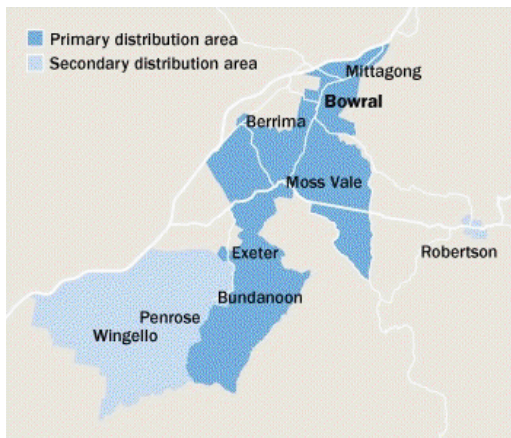 Primary distribution area
Secondary distribution area
Mittagong
Bowral
Berrima
Moss Vale
Exeter
Robertson
Bundanoon
Penrose
Wingello